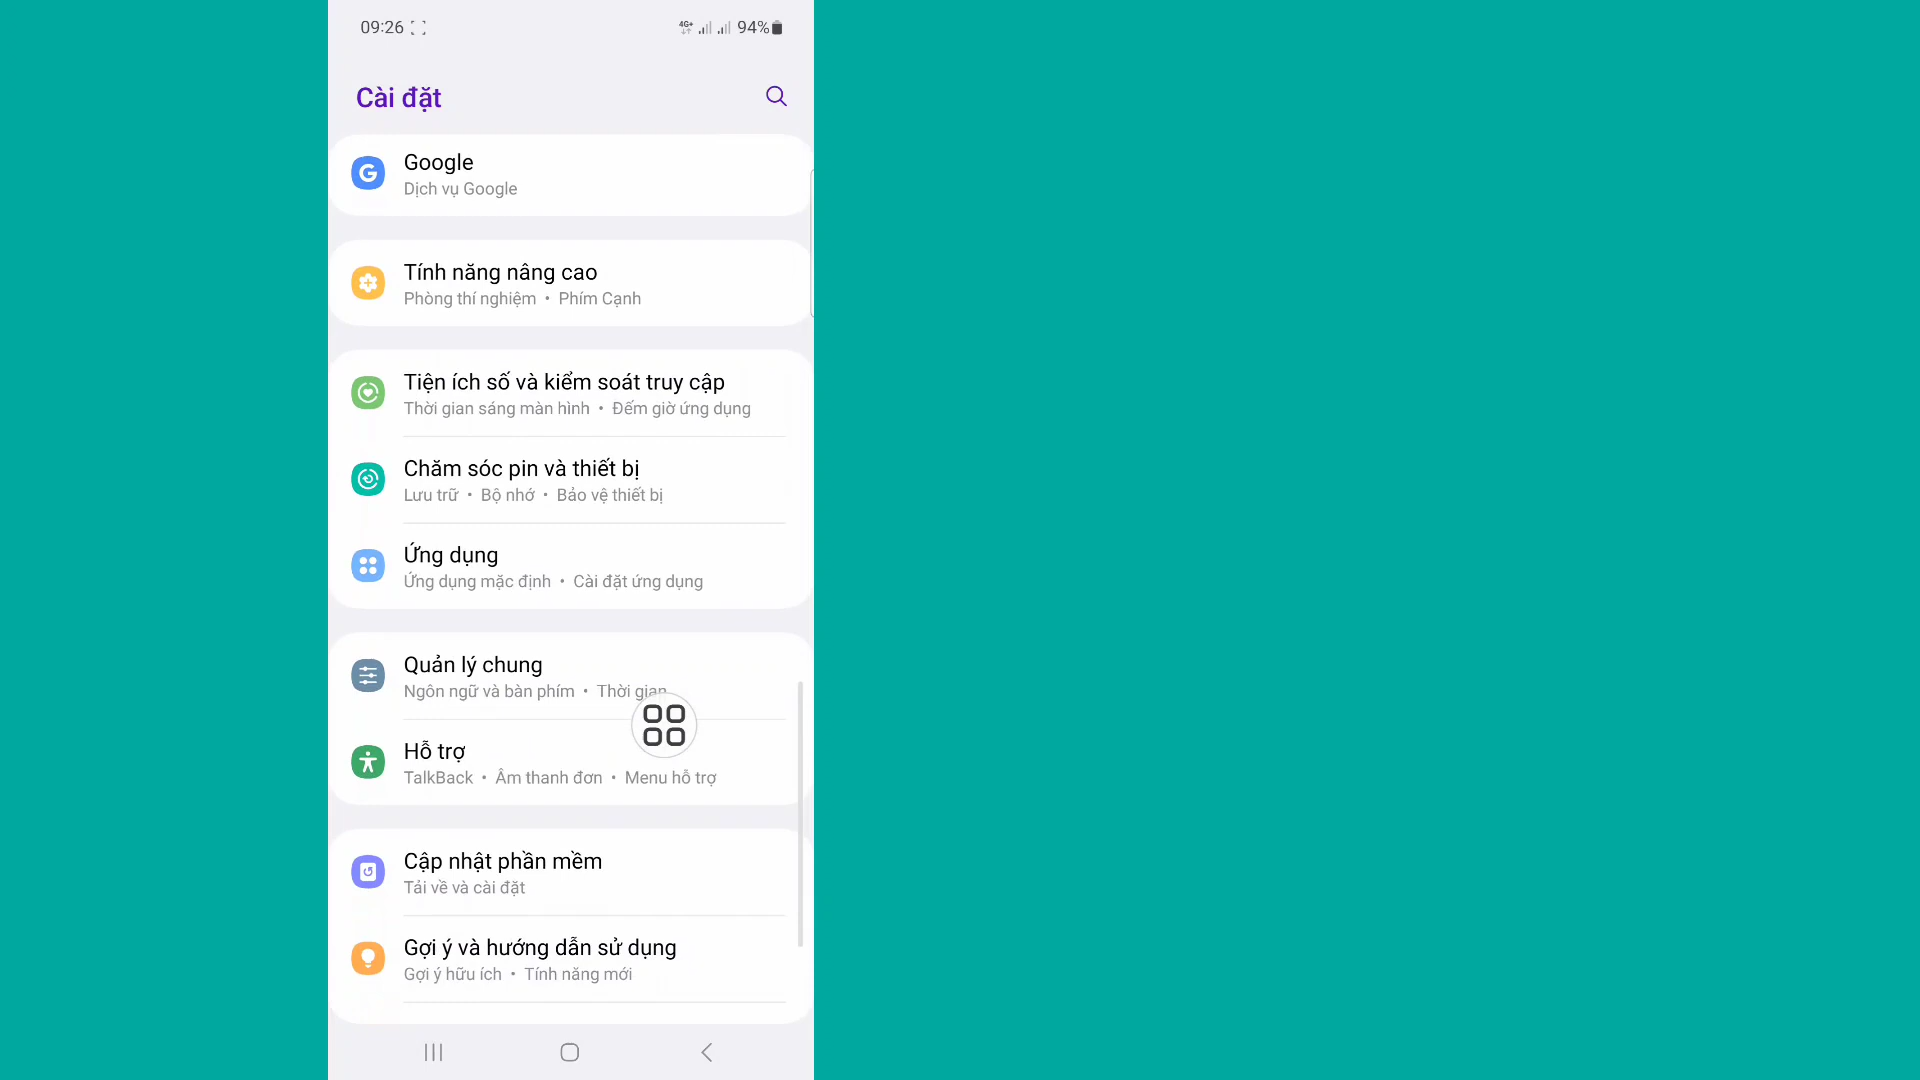 09:26 4G+ 94%
Cài đặt
Google
Dịch vụ Google
Tính năng nâng cao
Phòng thí nghiệm • Phím Cạnh
Tiện ích số và kiểm soát truy cập
Thời gian sáng màn hình • Đếm giờ ứng dụng
Chăm sóc pin và thiết bị
Lưu trữ • Bộ nhớ • Bảo vệ thiết bị
Ứng dụng
Ứng dụng mặc định • Cài đặt ứng dụng
Quản lý chung
Ngôn ngữ và bàn phím • Thời gian
Hỗ trợ
TalkBack • Âm thanh đơn • Menu hỗ trợ
Cập nhật phần mềm
Tải về và cài đặt
Gợi ý và hướng dẫn sử dụng
Gợi ý hữu ích • Tính năng mới